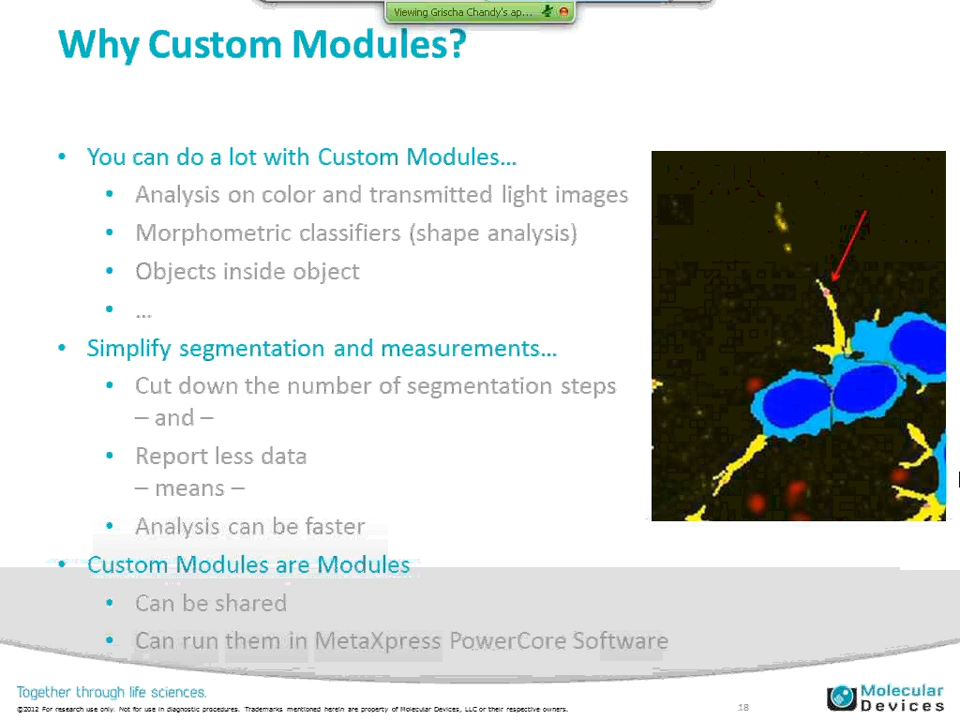 Viewing Grischa Chandy's ap...
Why Custom Modules?
• You can do a lot with Custom Modules…
• Analysis on color and transmitted light images
• Morphometric classifiers (shape analysis)
• Objects inside object
• …
• Simplify segmentation and measurements…
• Cut down the number of segmentation steps
– and –
• Report less data
– means –
• Analysis can be faster
• Custom Modules are Modules
• Can be shared
• Can run them in MetaXpress PowerCore Software
Together through life sciences.
©2012 For research use only. Not for use in diagnostic procedures. Trademarks mentioned herein are property of Molecular Devices, LLC or their respective owners.
18
Molecular
Devices